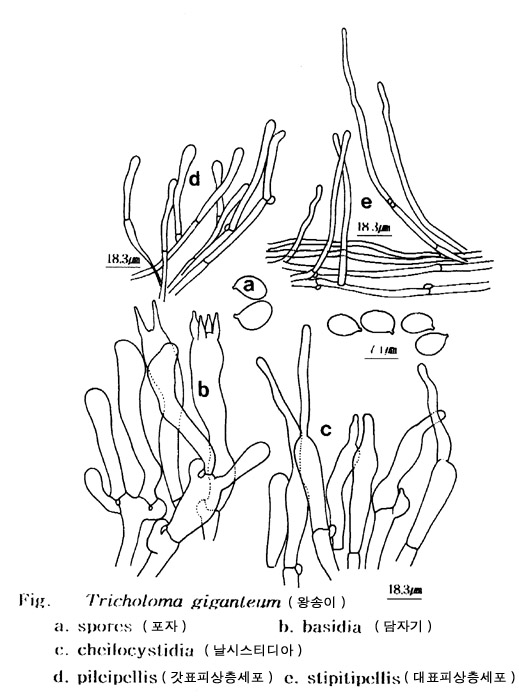 d
e
18.3㎛
18.3㎛
a
7.1㎛
b
c
18.3㎛
Fig. Tricholoma giganteum (왕송이)
a. spores (포자) b. basidia (담자기)
c. cheilocystidia (날시스티디아)
d. pileipellis (갓표피상층세포) e. stipitipellis (대표피상층세포)